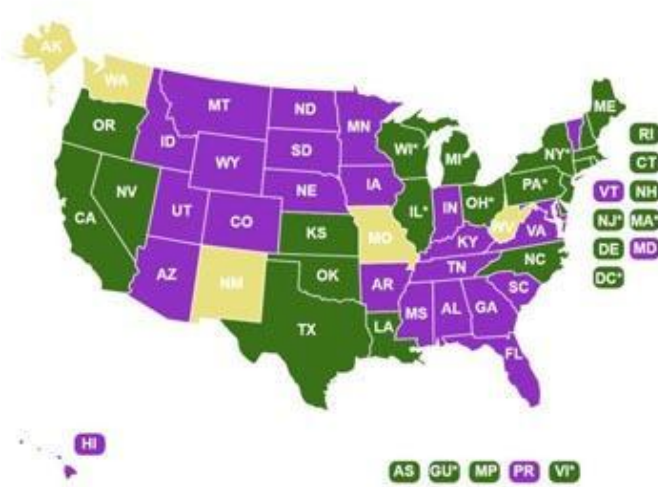 AK
WA
MT
ND
MN
ME
OR
ID
WY
SD
WI*
MI
NY*
RI
CT
NV
UT
CO
NE
IA
IL*
IN
OH*
PA*
VT
NH
CA
KS
MO
KY
WV
VA
NJ*
MA*
AZ
NM
OK
AR
TN
NC
DE
MD
TX
LA
MS
AL
GA
SC
DC*
FL
HI
AS
GU*
MP
PR
VI*